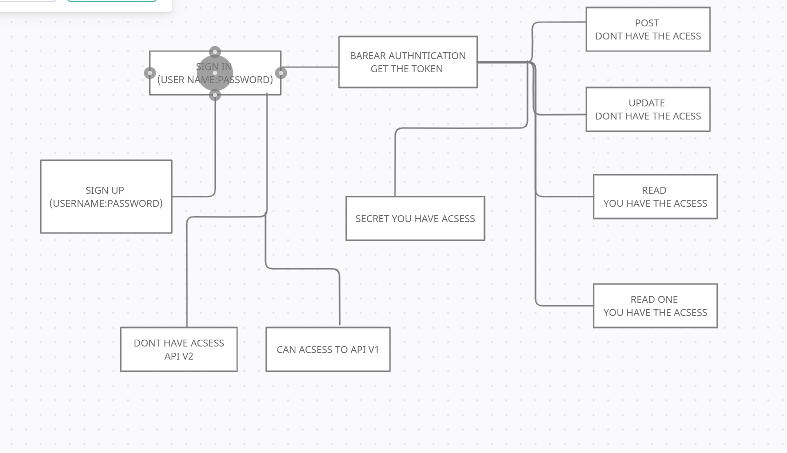 POST
DONT HAVE THE ACESS
BAREAR AUTHNTICATION
GET THE TOKEN
SIGN IN
(USER NAME:PASSWORD)
UPDATE
DONT HAVE THE ACESS
SIGN UP
(USERNAME:PASSWORD)
READ
YOU HAVE THE ACSESS
SECRET YOU HAVE ACSESS
READ ONE
YOU HAVE THE ACSESS
DONT HAVE ACSESS
API V2
CAN ACSESS TO API V1